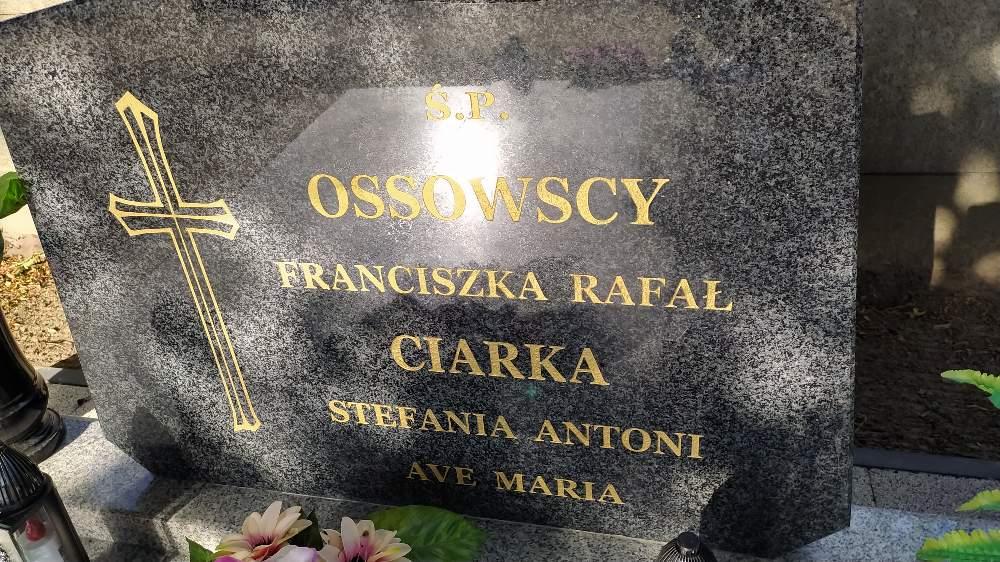 Ś.P.
OSSOWSCY
FRANCISZKA RAFAŁ
CIARKA
STEFANIA ANTONI
AVE MARIA